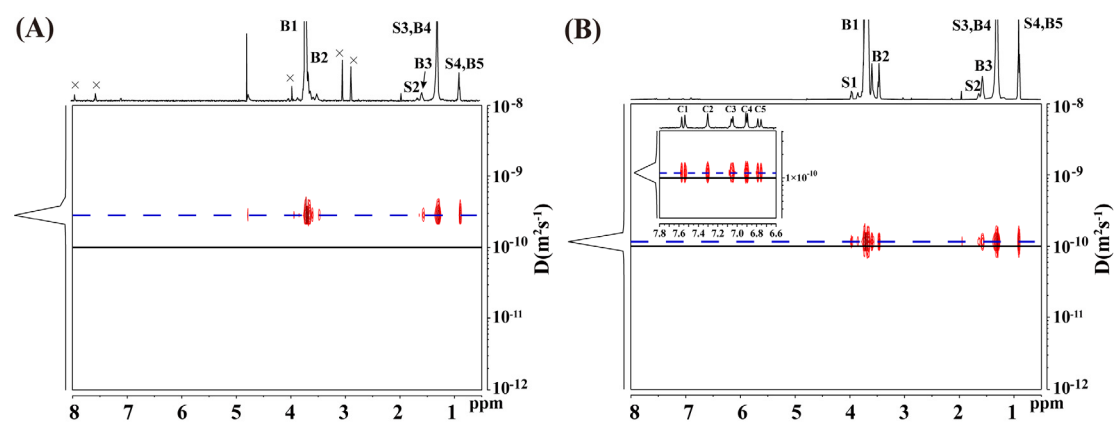 (A)
B1
S3,B4
B2
B3
S2
S4,B5
× × × × ×
10⁻⁸
10⁻⁹
10⁻¹⁰
10⁻¹¹
10⁻¹²
D(m²s⁻¹)
8 7 6 5 4 3 2 1 ppm
(B)
B1
S3,B4
S4,B5
B2
B3
S1
S2
C1 C2 C3 C4 C5
1×10⁻¹⁰
7.8 7.6 7.4 7.2 7.0 6.8 6.6
10⁻⁸
10⁻⁹
10⁻¹⁰
10⁻¹¹
10⁻¹²
D(m²s⁻¹)
8 7 6 5 4 3 2 1 ppm